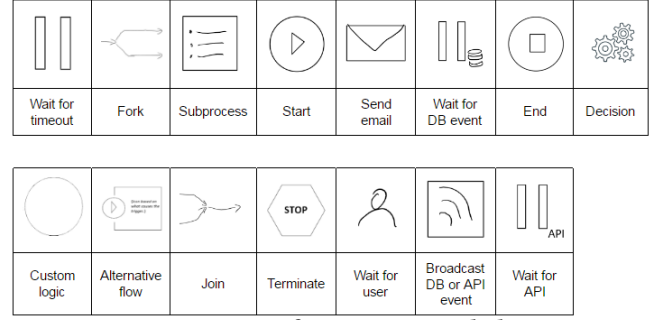 Wait for
timeout
Fork
Subprocess
Start
Send
email
Wait for
DB event
End
Decision
STOP
API
Custom
logic
Alternative
flow
Join
Terminate
Wait for
user
Broadcast
DB or API
event
Wait for
API